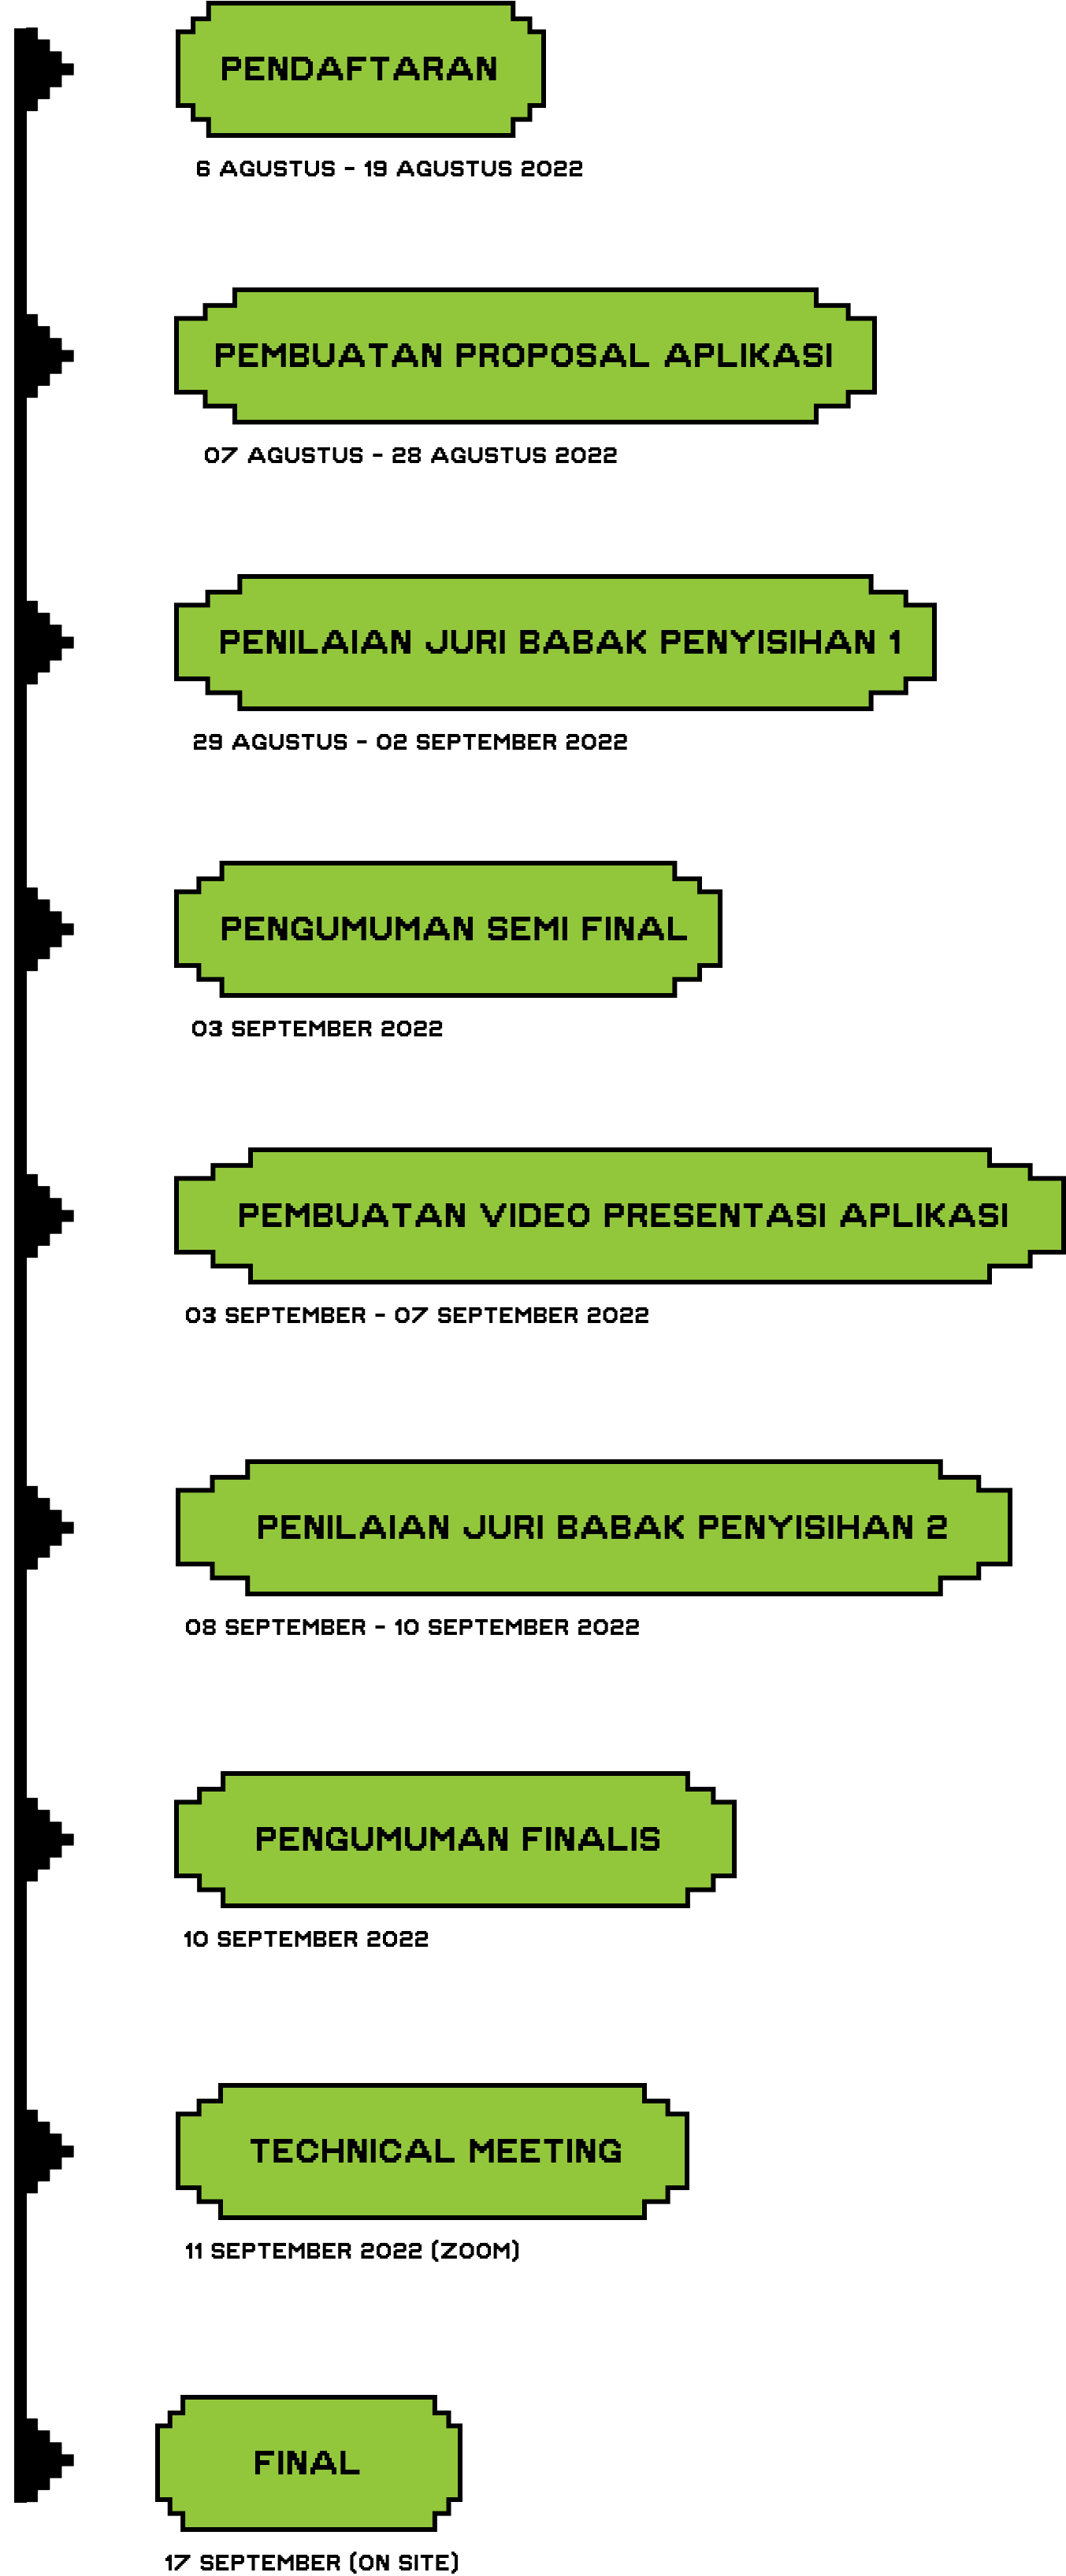 PENDAFTARAN
6 AGUSTUS - 19 AGUSTUS 2022
PEMBUATAN PROPOSAL APLIKASI
07 AGUSTUS - 28 AGUSTUS 2022
PENILAIAN JURI BABAK PENYISIHAN 1
29 AGUSTUS - 02 SEPTEMBER 2022
PENGUMUMAN SEMI FINAL
03 SEPTEMBER 2022
PEMBUATAN VIDEO PRESENTASI APLIKASI
03 SEPTEMBER - 07 SEPTEMBER 2022
PENILAIAN JURI BABAK PENYISIHAN 2
08 SEPTEMBER - 10 SEPTEMBER 2022
PENGUMUMAN FINALIS
10 SEPTEMBER 2022
TECHNICAL MEETING
11 SEPTEMBER 2022 (ZOOM)
FINAL
17 SEPTEMBER (ON SITE)